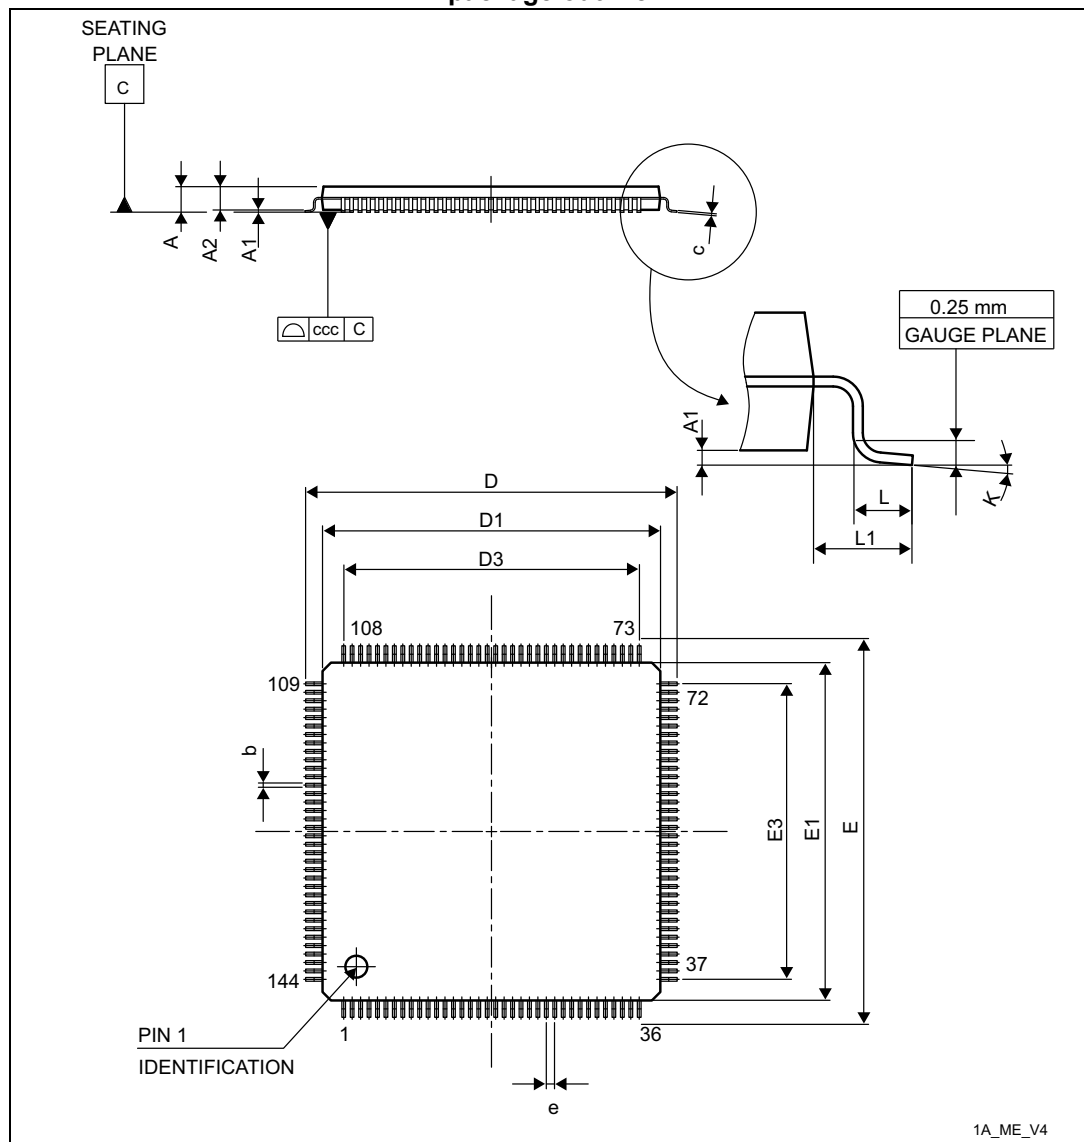 SEATING
PLANE
C
A
A2
A1
c
ccc C
0.25 mm
GAUGE PLANE
A1
L
K
L1
D
D1
D3
108
73
109
72
b
E3
E1
E
144
37
PIN 1
IDENTIFICATION
1
36
e
1A_ME_V4